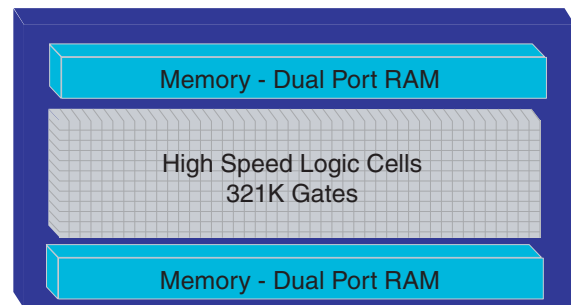 Memory - Dual Port RAM
High Speed Logic Cells
321K Gates
Memory - Dual Port RAM